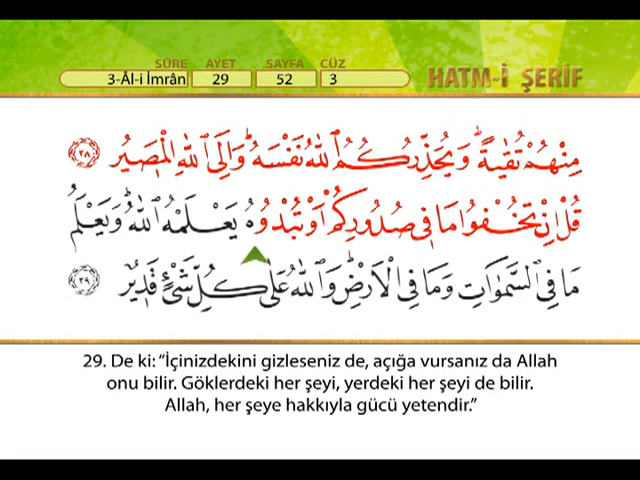 SÛRE AYET SAYFA CÜZ
3-Âl-i İmrân 29 52 3
HATM-İ ŞERİF
مِنْهُمْ تُقٰيةًۜ وَيُحَذِّرُكُمُ اللّٰهُ نَفْسَهُۜ وَاِلَى اللّٰهِ الْمَص۪يرُ ﴿٢٨﴾
قُلْ اِنْ تُخْفُوا مَا ف۪ي صُدُورِكُمْ اَوْ تُبْدُوهُ يَعْلَمْهُ اللّٰهُۜ وَيَعْلَمُ
مَا فِي السَّمٰوَاتِ وَمَا فِي الْاَرْضِۜ وَاللّٰهُ عَلٰى كُلِّ شَيْءٍ قَد۪يرٌ ﴿٢٩﴾
29. De ki: “İçinizdekini gizleseniz de, açığa vursanız da Allah
onu bilir. Göklerdeki her şeyi, yerdeki her şeyi de bilir.
Allah, her şeye hakkıyla gücü yetendir.”